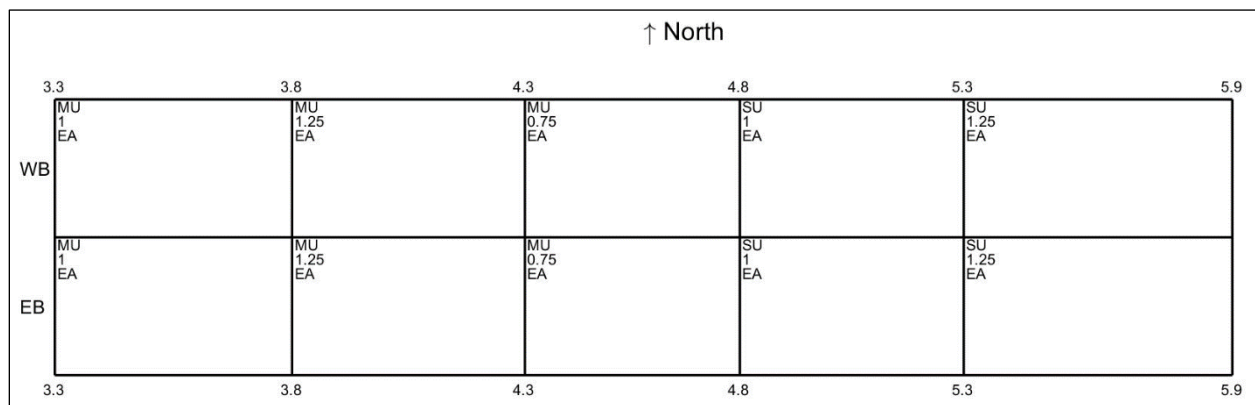 ↑ North
3.3 3.8 4.3 4.8 5.3 5.9
MU MU MU SU SU
1 1.25 0.75 1 1.25
EA EA EA EA EA
WB
MU MU MU SU SU
1 1.25 0.75 1 1.25
EA EA EA EA EA
EB
3.3 3.8 4.3 4.8 5.3 5.9